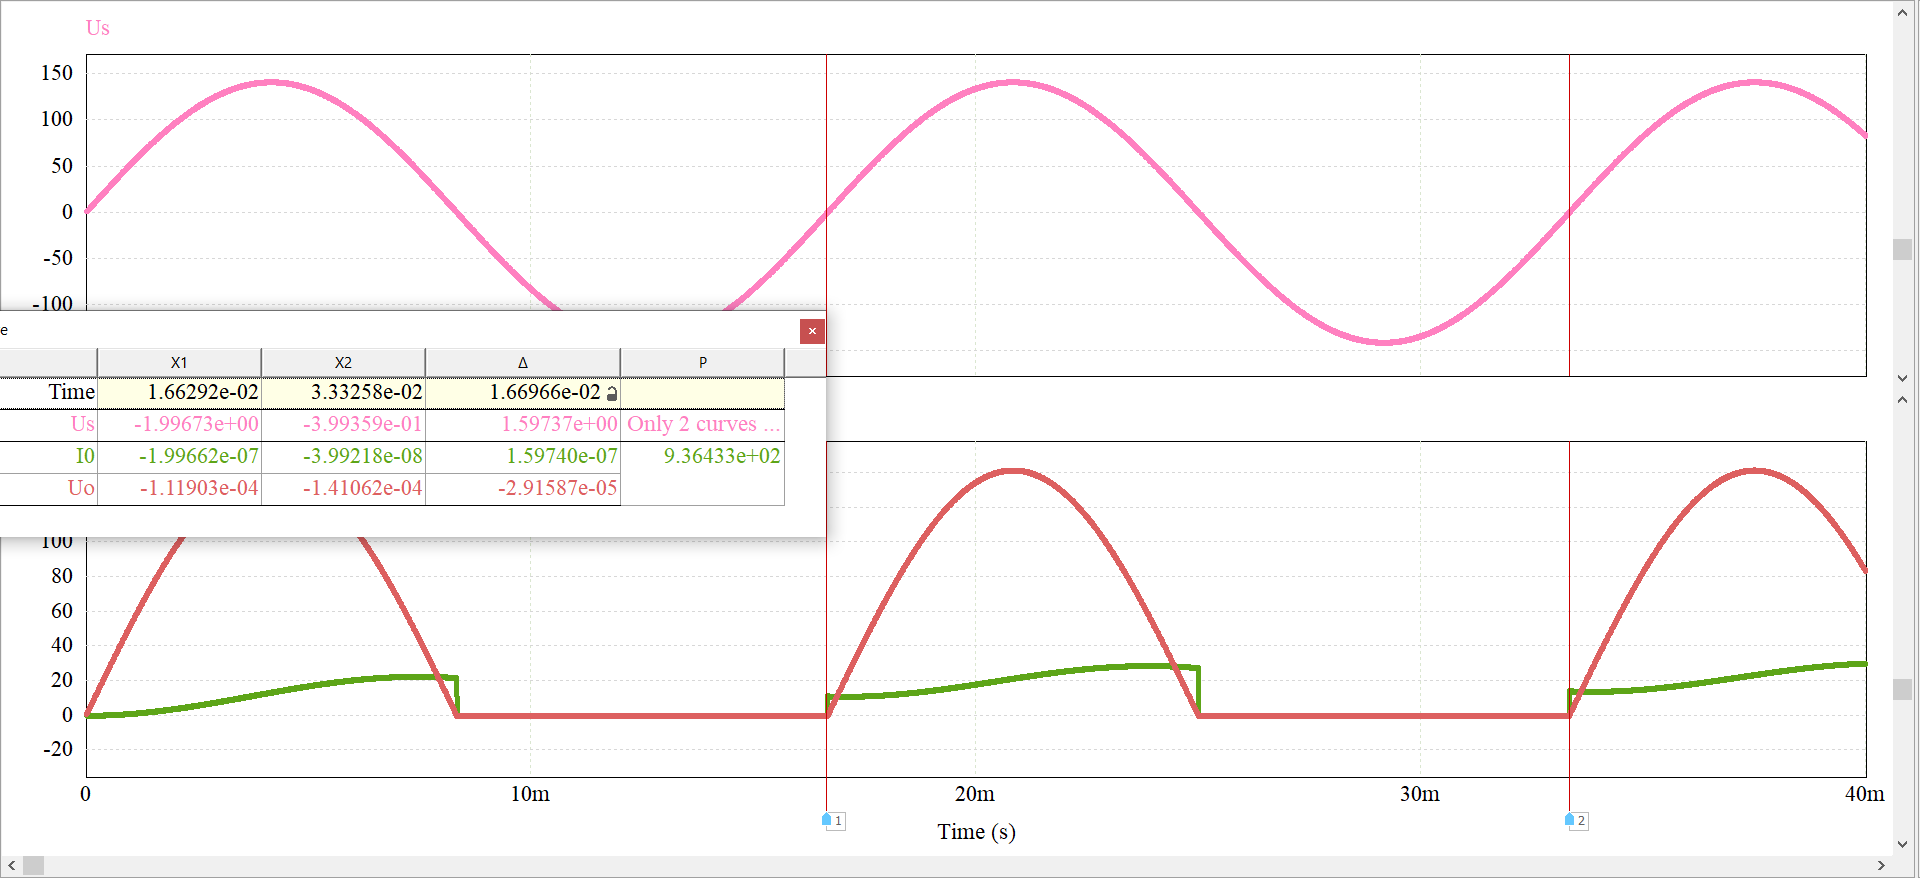 Us
150
100
50
0
-50
-100
e
×
X1 X2 Δ P
Time 1.66292e-02 3.33258e-02 1.66966e-02
Us -1.99673e+00 -3.99359e-01 1.59737e+00 Only 2 curves ...
I0 -1.99662e-07 -3.99218e-08 1.59740e-07 9.36433e+02
Uo -1.11903e-04 -1.41062e-04 -2.91587e-05
100
80
60
40
20
0
-20
0 10m 20m 30m 40m
1 2
Time (s)